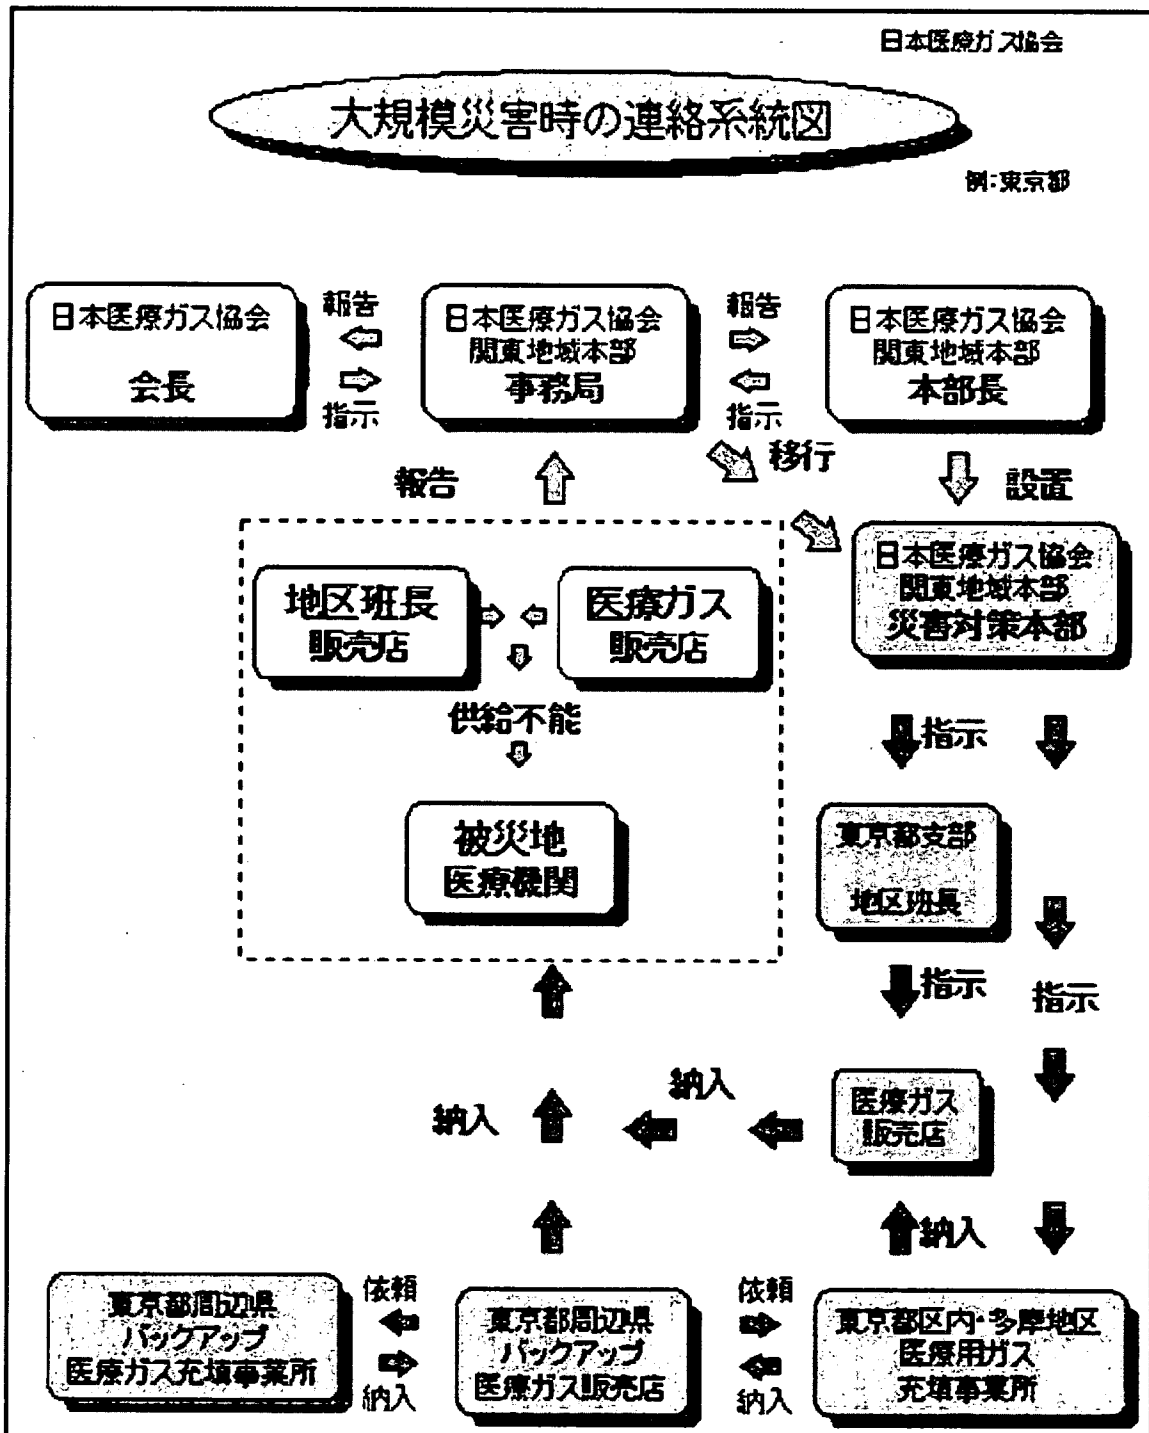 日本医療ガス協会
大規模災害時の連絡系統図
例:東京都
日本医療ガス協会
会長
報告
指示
日本医療ガス協会
関東地域本部
事務局
報告
指示
日本医療ガス協会
関東地域本部
本部長
報告
移行
設置
地区班長
販売店
医療ガス
販売店
日本医療ガス協会
関東地域本部
災害対策本部
供給不能
指示
被災地
医療機関
東京都支部
地区班長
指示
指示
納入
納入
医療ガス
販売店
納入
東京都周辺県
バックアップ
医療ガス充填事業所
依頼
納入
東京都周辺県
バックアップ
医療ガス販売店
依頼
納入
東京都区内・多摩地区
医療用ガス
充填事業所